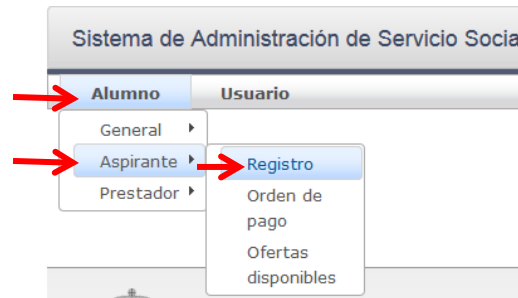 Sistema de Administración de Servicio Socia
Alumno Usuario
General
Aspirante Registro
Prestador Orden de
pago
Ofertas
disponibles